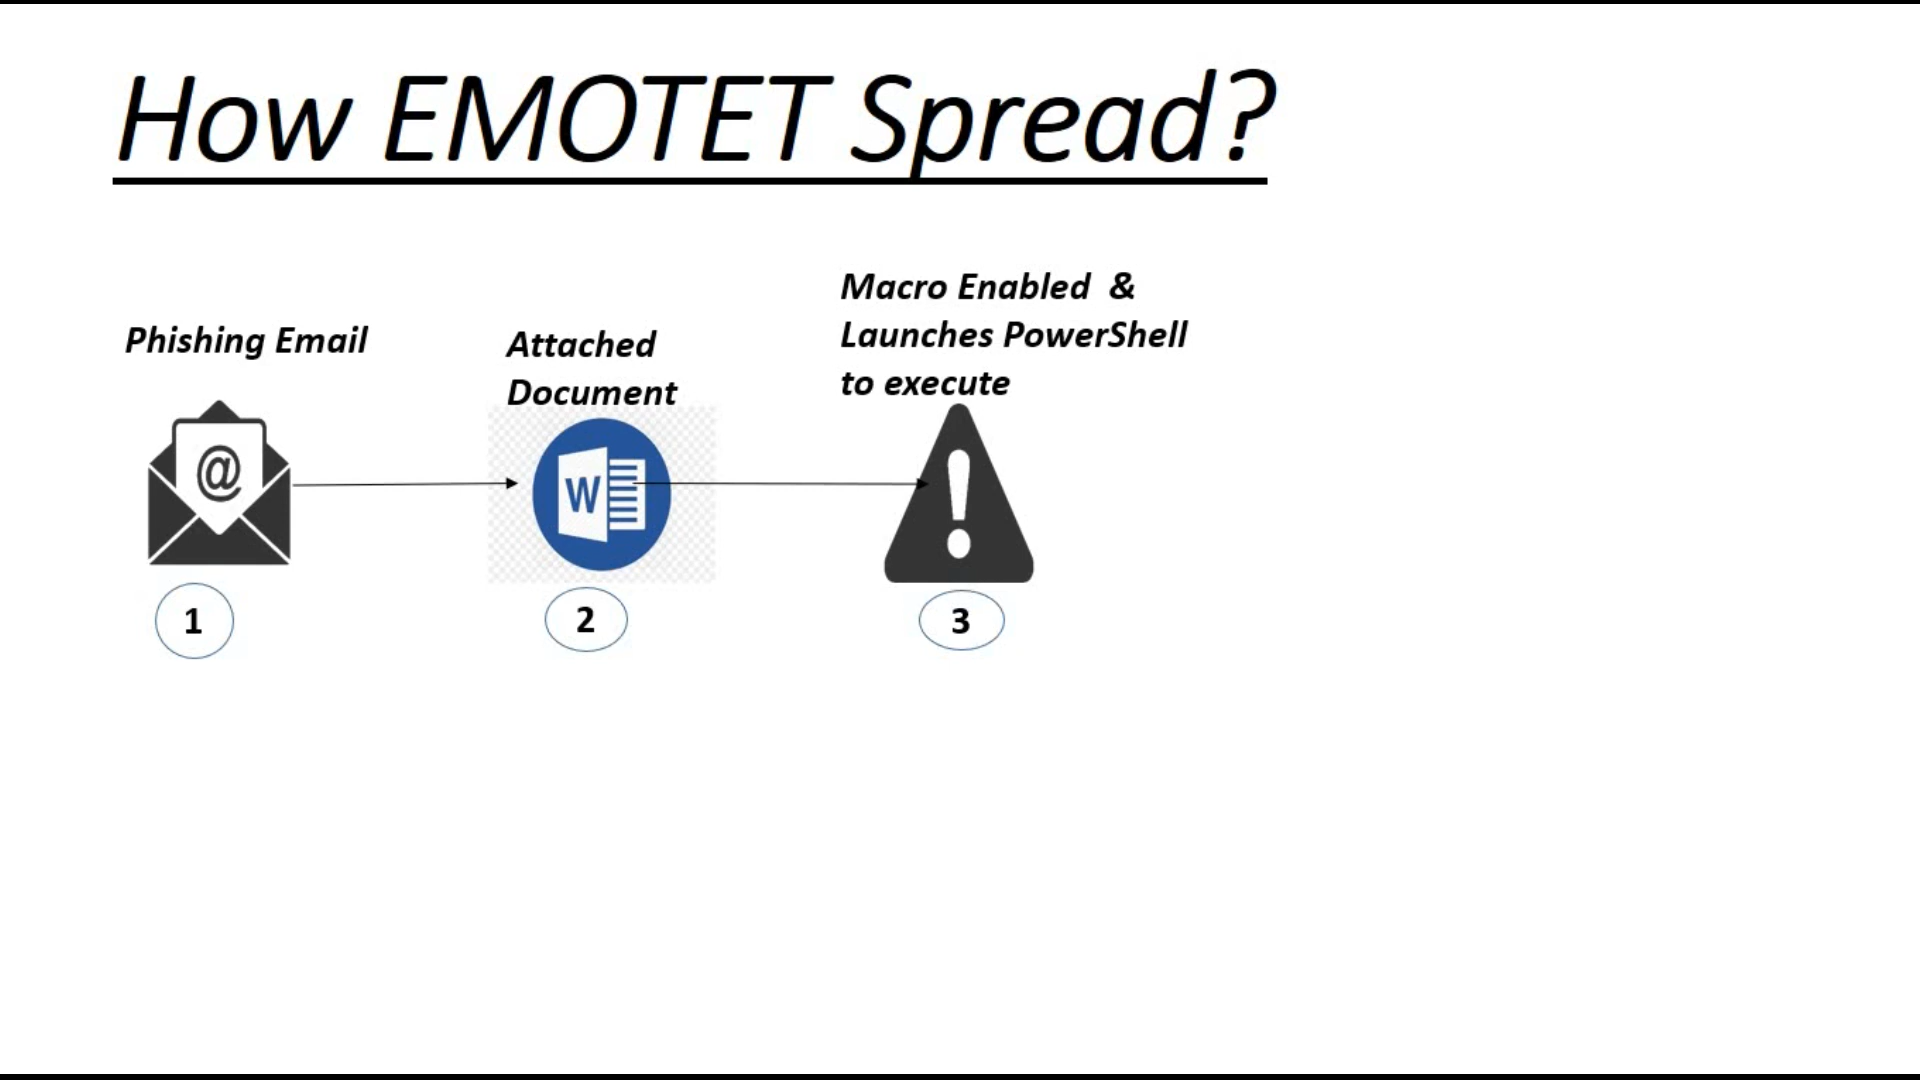 How EMOTET Spread?
Phishing Email
Attached
Document
Macro Enabled &
Launches PowerShell
to execute
@
W
1
2
3